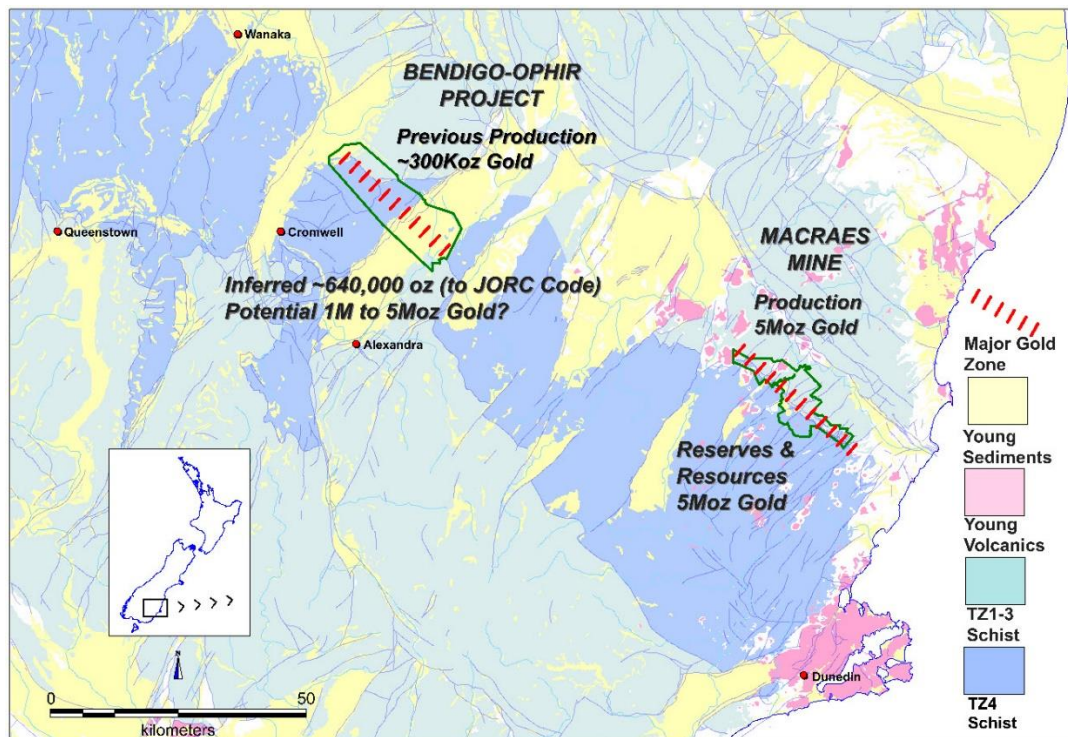 Wanaka
BENDIGO-OPHIR
PROJECT
Previous Production
~300Koz Gold
Queenstown
Cromwell
Inferred ~640,000 oz (to JORC Code)
Potential 1M to 5Moz Gold?
Alexandra
MACRAES
MINE
Production
5Moz Gold
Reserves &
Resources
5Moz Gold
Dunedin
Major Gold
Zone
Young
Sediments
Young
Volcanics
TZ1-3
Schist
TZ4
Schist
N
0
50
kilometers